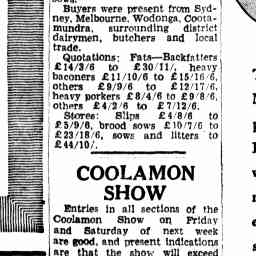 Buyers were present from Syd-
ney, Melbourne, Wodonga, Coota-
mundra, surrounding district
dairymen, butchers and local
trade.
Quotations: Fats—Backfatters
£14/3/6 to £30/11/, heavy
baconers £11/10/6 to £15/16/6,
others £9/9/6 to £12/17/6,
heavy porkers £8/4/6 to £9/8/6,
others £4/2/6 to £7/12/6.
Stores: Slips £4/8/6 to
£5/9/6, brood sows £10/7/6 to
£23/18/6, sows and litters to
£44/10/.
COOLAMON
SHOW
Entries in all sections of the
Coolamon Show on Friday
and Saturday of next week
are good, and present indications
are that the show will exceed